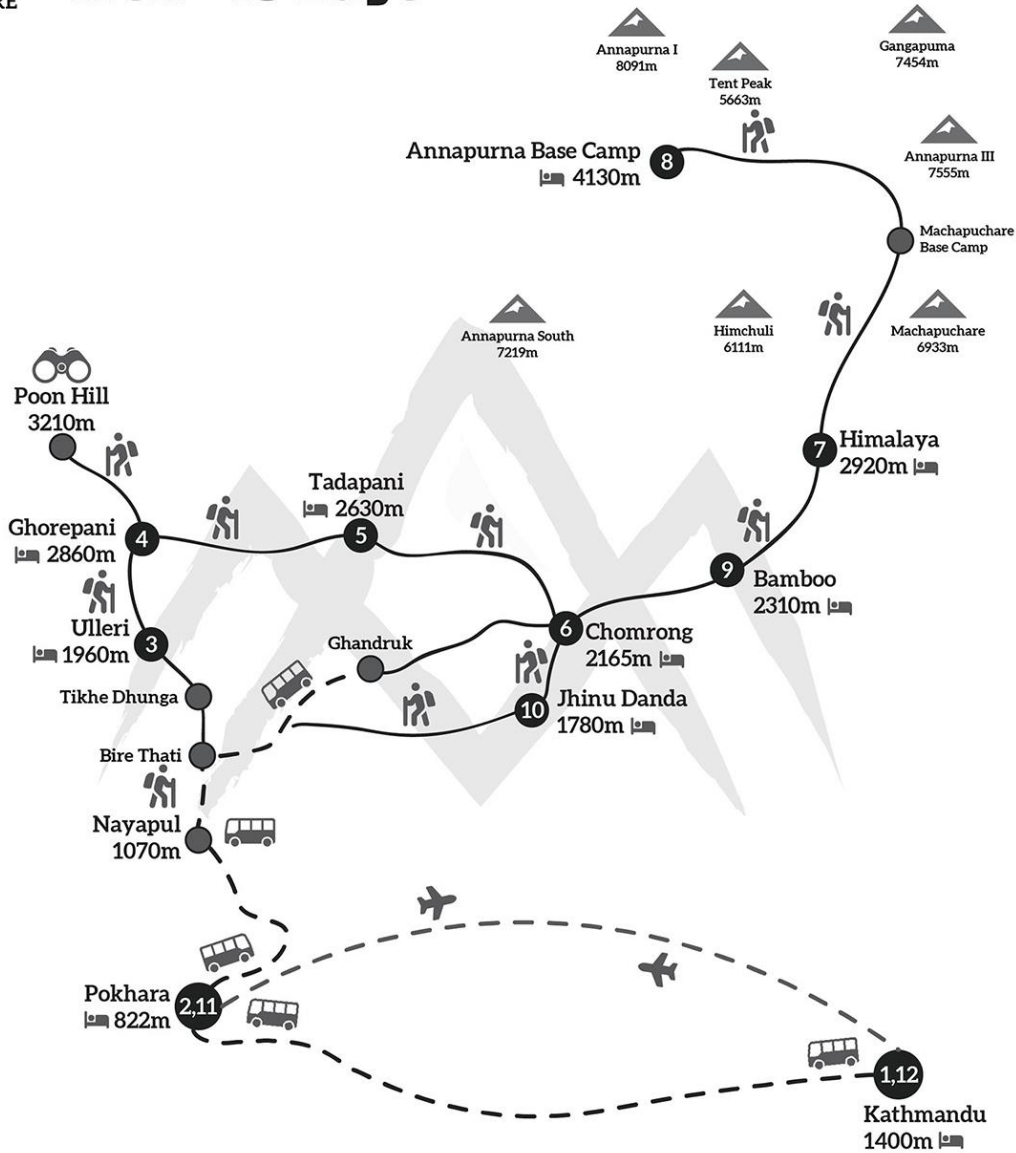 RE
Annapurna I
8091m
Gangapuma
7454m
Tent Peak
5663m
Annapurna III
7555m
Annapurna Base Camp
4130m
8
Machapuchare
Base Camp
Annapurna South
7219m
Himchuli
6111m
Machapuchare
6933m
Poon Hill
3210m
7
Himalaya
2920m
Tadapani
2630m
5
Ghorepani
2860m
4
9
Bamboo
2310m
Ulleri
1960m
3
Ghandruk
6
Chomrong
2165m
Tikhe Dhunga
10
Jhinu Danda
1780m
Bire Thati
Nayapul
1070m
Pokhara
822m
2,11
1,12
Kathmandu
1400m